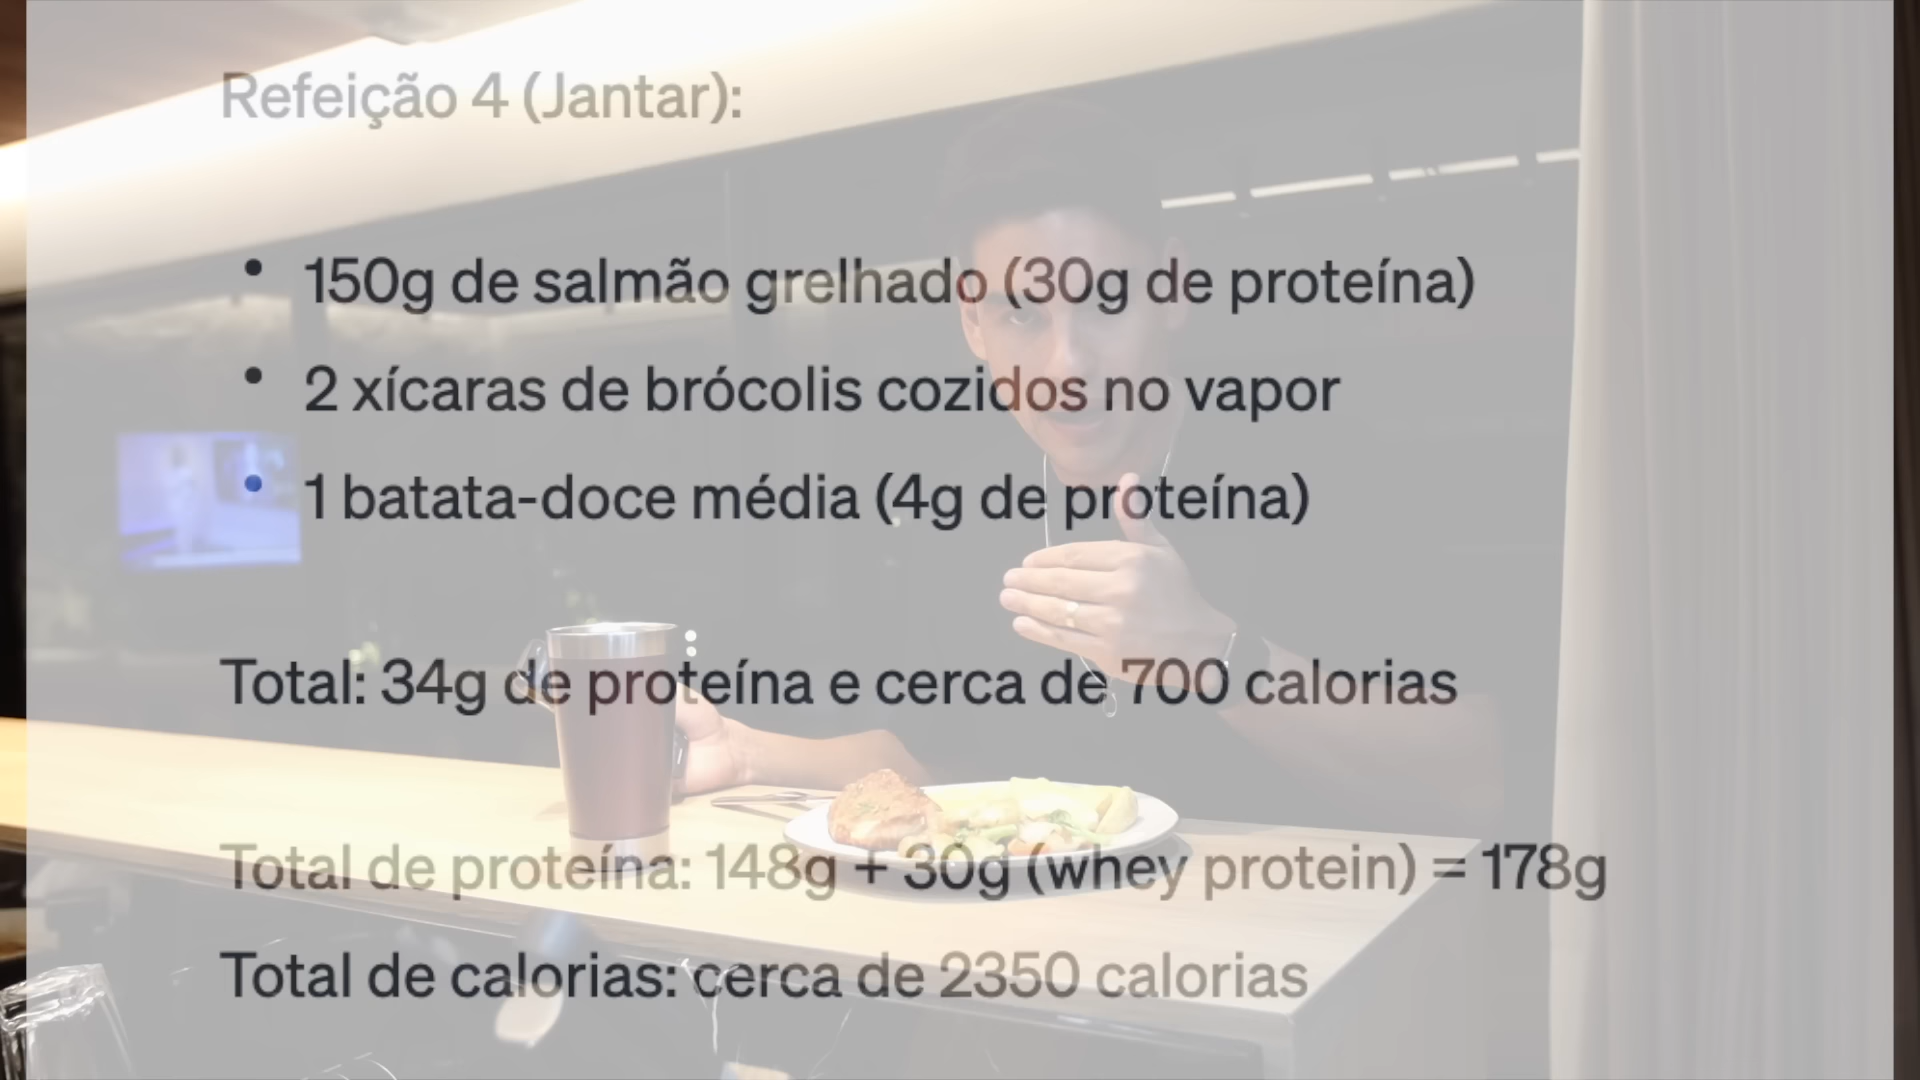 Refeição 4 (Jantar):
150g de salmão grelhado (30g de proteína)
2 xícaras de brócolis cozidos no vapor
1 batata-doce média (4g de proteína)
Total: 34g de proteína e cerca de 700 calorias
Total de proteína: 148g + 30g (whey protein) = 178g
Total de calorias: cerca de 2350 calorias